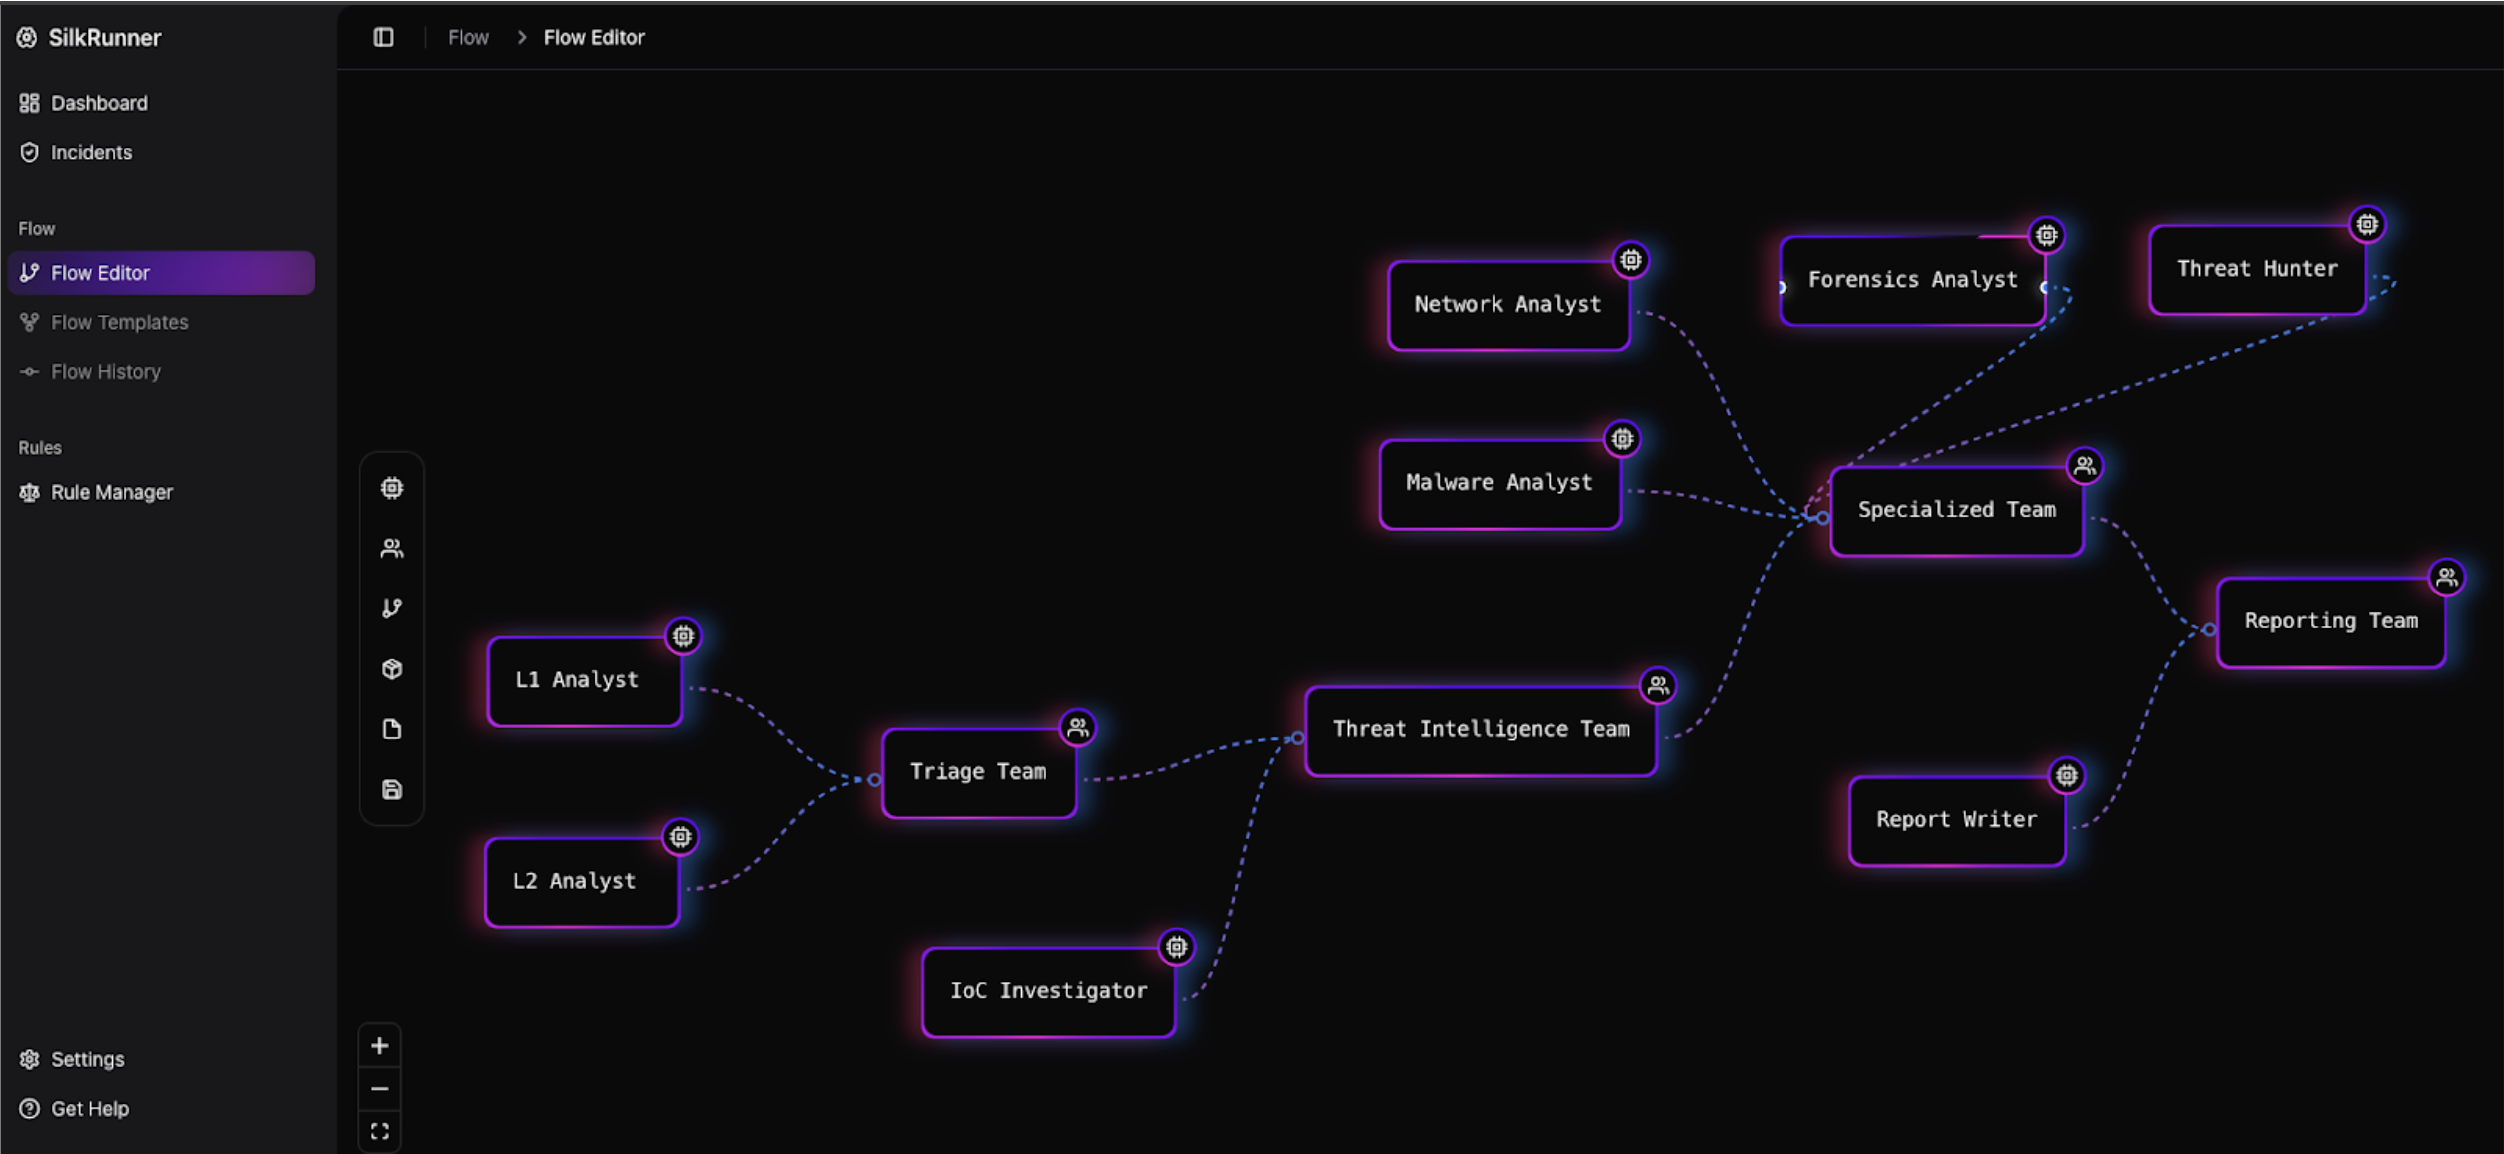 SilkRunner
Dashboard
Incidents
Flow
Flow Editor
Flow Templates
Flow History
Rules
Rule Manager
Settings
Get Help
Flow > Flow Editor
Network Analyst
Forensics Analyst
Threat Hunter
Malware Analyst
Specialized Team
Reporting Team
L1 Analyst
Triage Team
Threat Intelligence Team
Report Writer
L2 Analyst
IoC Investigator